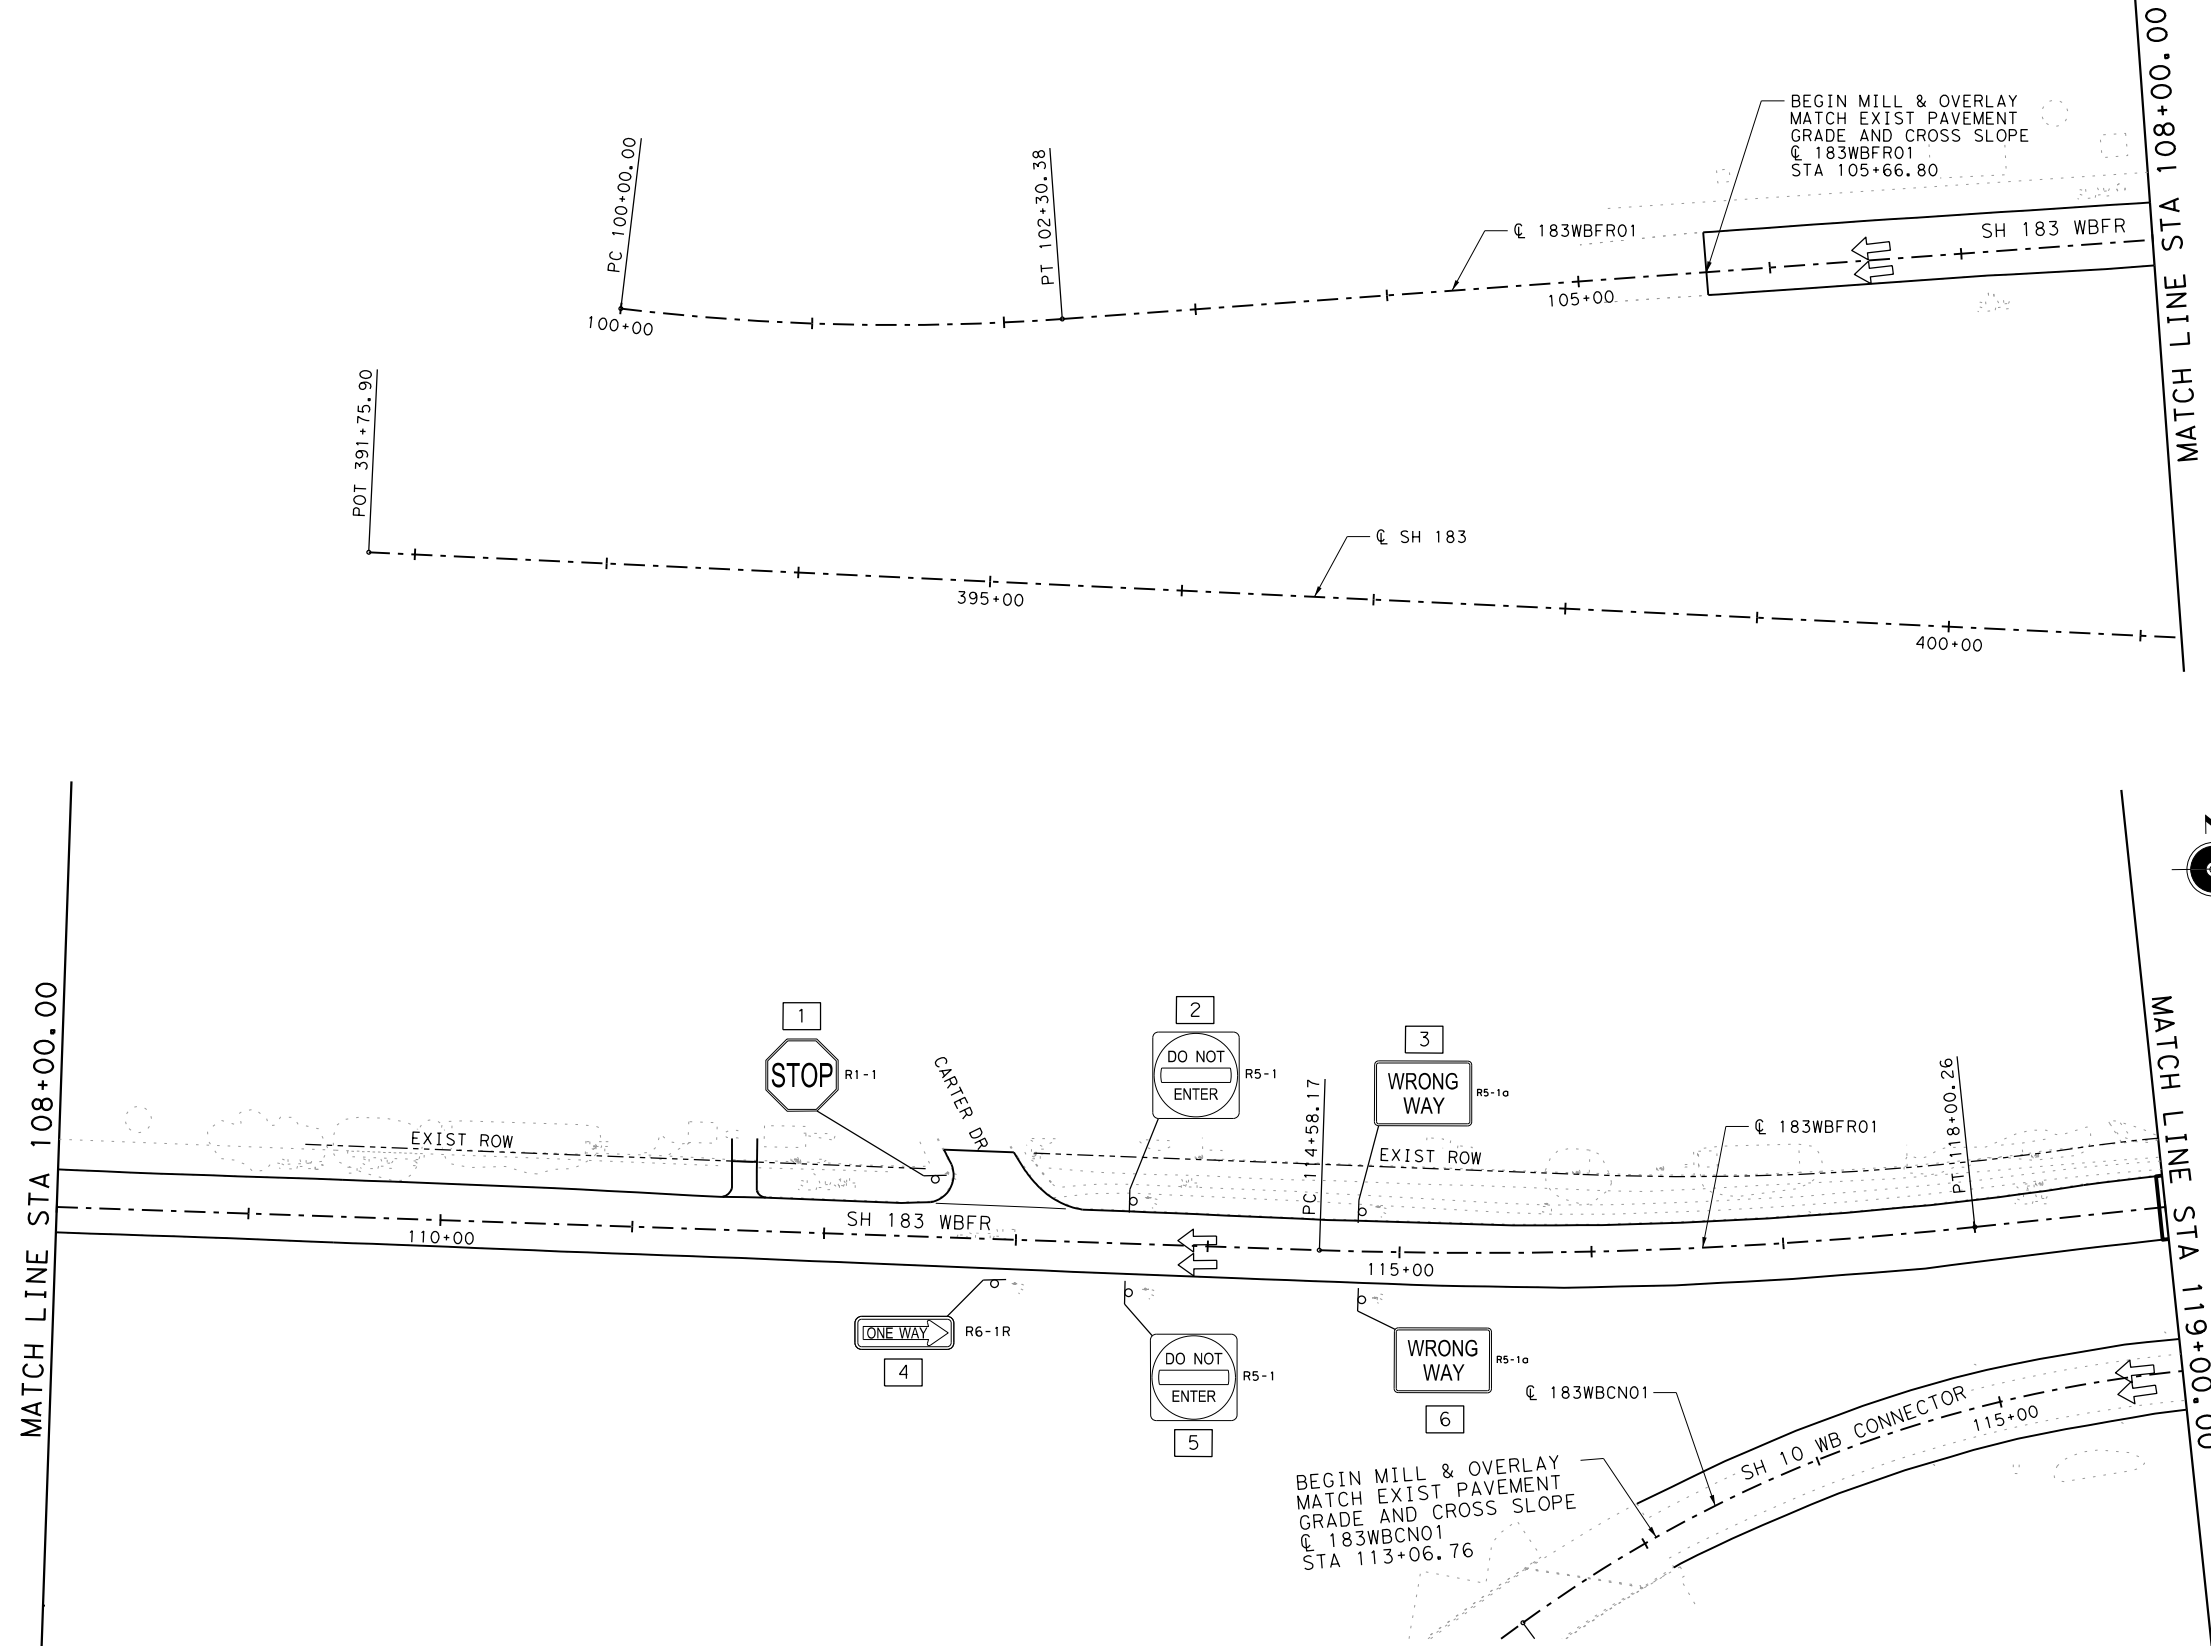 MATCH LINE STA 108+00.00
BEGIN MILL & OVERLAY
MATCH EXIST PAVEMENT
GRADE AND CROSS SLOPE
℄ 183WBFR01
STA 105+66.80
PC 100+00.00
PT 102+30.38
℄ 183WBFR01
SH 183 WBFR
105+00
100+00
POT 391+75.90
℄ SH 183
395+00
400+00
MATCH LINE STA 108+00.00
MATCH LINE STA 119+00.00
1
STOP
R1-1
CARTER DR
2
DO NOT
ENTER
R5-1
3
WRONG
WAY
R5-1a
PC 114+58.17
PT 118+00.26
℄ 183WBFR01
EXIST ROW
EXIST ROW
SH 183 WBFR
110+00
115+00
ONE WAY
R6-1R
4
DO NOT
ENTER
R5-1
5
WRONG
WAY
R5-1a
6
℄ 183WBCN01
SH 10 WB CONNECTOR
115+00
BEGIN MILL & OVERLAY
MATCH EXIST PAVEMENT
GRADE AND CROSS SLOPE
℄ 183WBCN01
STA 113+06.76